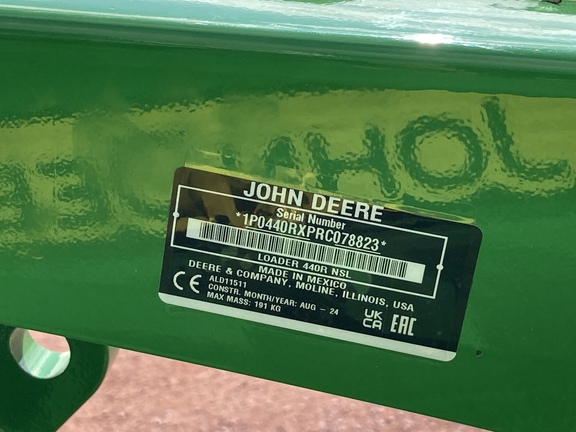 JOHN DEERE
Serial Number
*1P0440RXPRC078823*
LOADER 440R NSL
MADE IN MEXICO
DEERE & COMPANY, MOLINE, ILLINOIS, USA
ALD11511
CONSTR. MONTH/YEAR: AUG - 24
MAX MASS: 191 KG
CE
UK
CA
EAC